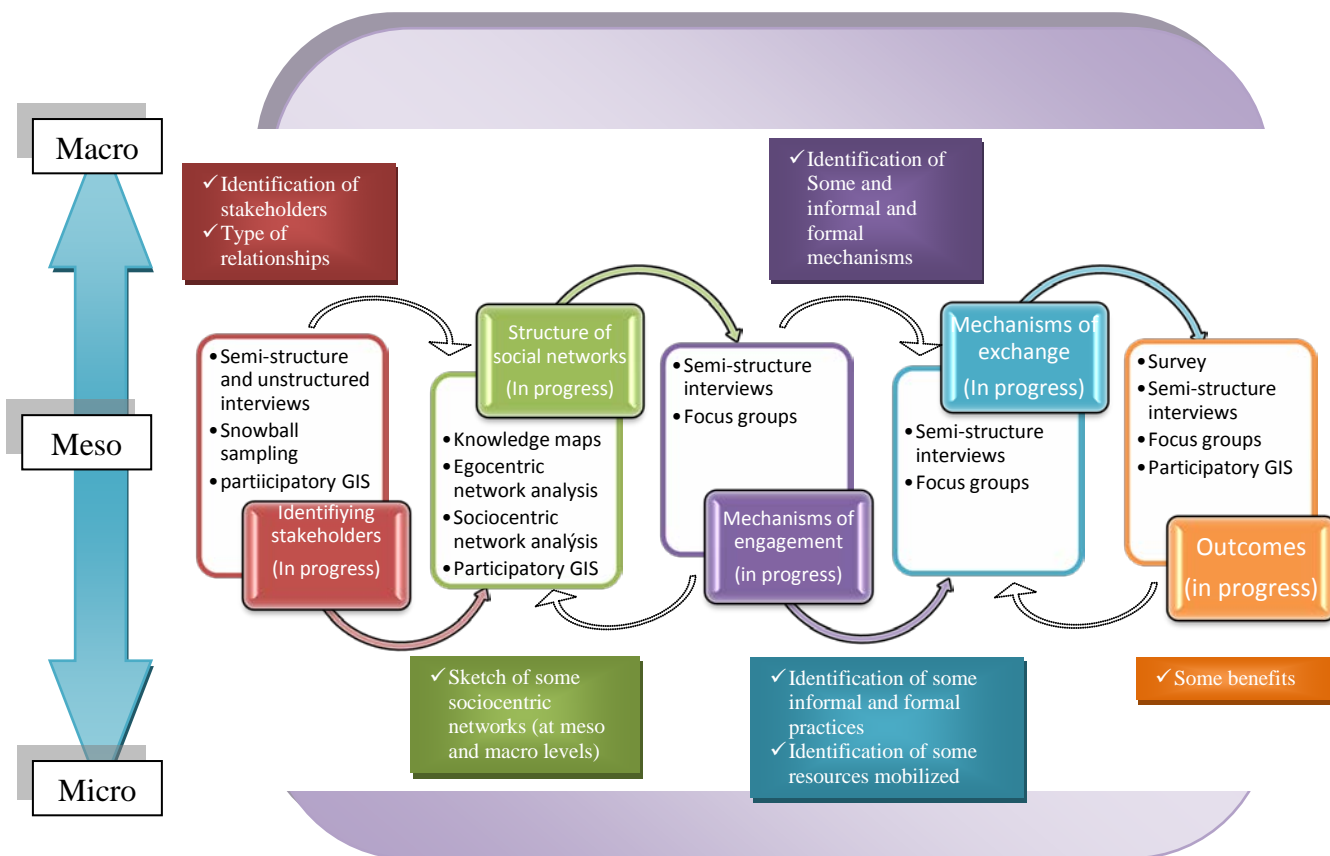 Macro
Meso
Micro
✓Identification of
stakeholders
✓Type of
relationships
✓Identification of
Some and
informal and
formal
mechanisms
•Semi-structure
and unstructured
interviews
•Snowball
sampling
•partiicipatory GIS
Identifiying
stakeholders
(In progress)
Structure of
social networks
(In progress)
•Knowledge maps
•Egocentric
network analysis
•Sociocentric
network analýsis
•Participatory GIS
•Semi-structure
interviews
•Focus groups
Mechanisms of
engagement
(in progress)
Mechanisms of
exchange
(In progress)
•Semi-structure
interviews
•Focus groups
•Survey
•Semi-structure
interviews
•Focus groups
•Participatory GIS
Outcomes
(in progress)
✓Sketch of some
sociocentric
networks (at meso
and macro levels)
✓Identification of some
informal and formal
practices
✓Identification of some
resources mobilized
✓Some benefits